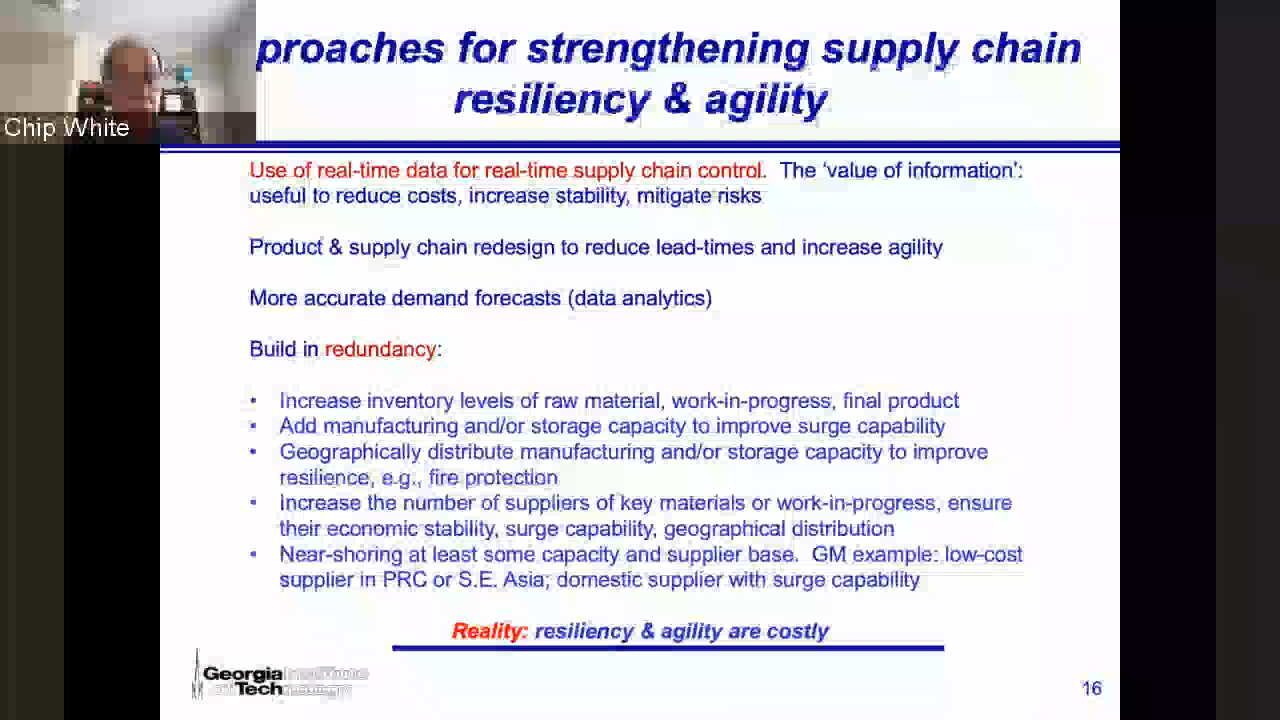 proaches for strengthening supply chain
resiliency & agility
Chip White
Use of real-time data for real-time supply chain control. The ‘value of information’:
useful to reduce costs, increase stability, mitigate risks
Product & supply chain redesign to reduce lead-times and increase agility
More accurate demand forecasts (data analytics)
Build in redundancy:
• Increase inventory levels of raw material, work-in-progress, final product
• Add manufacturing and/or storage capacity to improve surge capability
• Geographically distribute manufacturing and/or storage capacity to improve
resilience, e.g., fire protection
• Increase the number of suppliers of key materials or work-in-progress, ensure
their economic stability, surge capability, geographical distribution
• Near-shoring at least some capacity and supplier base. GM example: low-cost
supplier in PRC or S.E. Asia; domestic supplier with surge capability
Reality: resiliency & agility are costly
Georgia
Tech
16